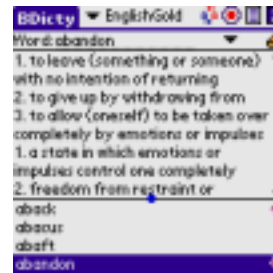 BDicty EnglishGold
Word: abandon
1. to leave (something or someone)
with no intention of returning
2. to give up by withdrawing from
3. to allow (oneself) to be taken over
completely by emotions or impulses
1. a state in which emotions or
impulses control one completely
2. freedom from restraint or
aback
abacus
abaft
abandon